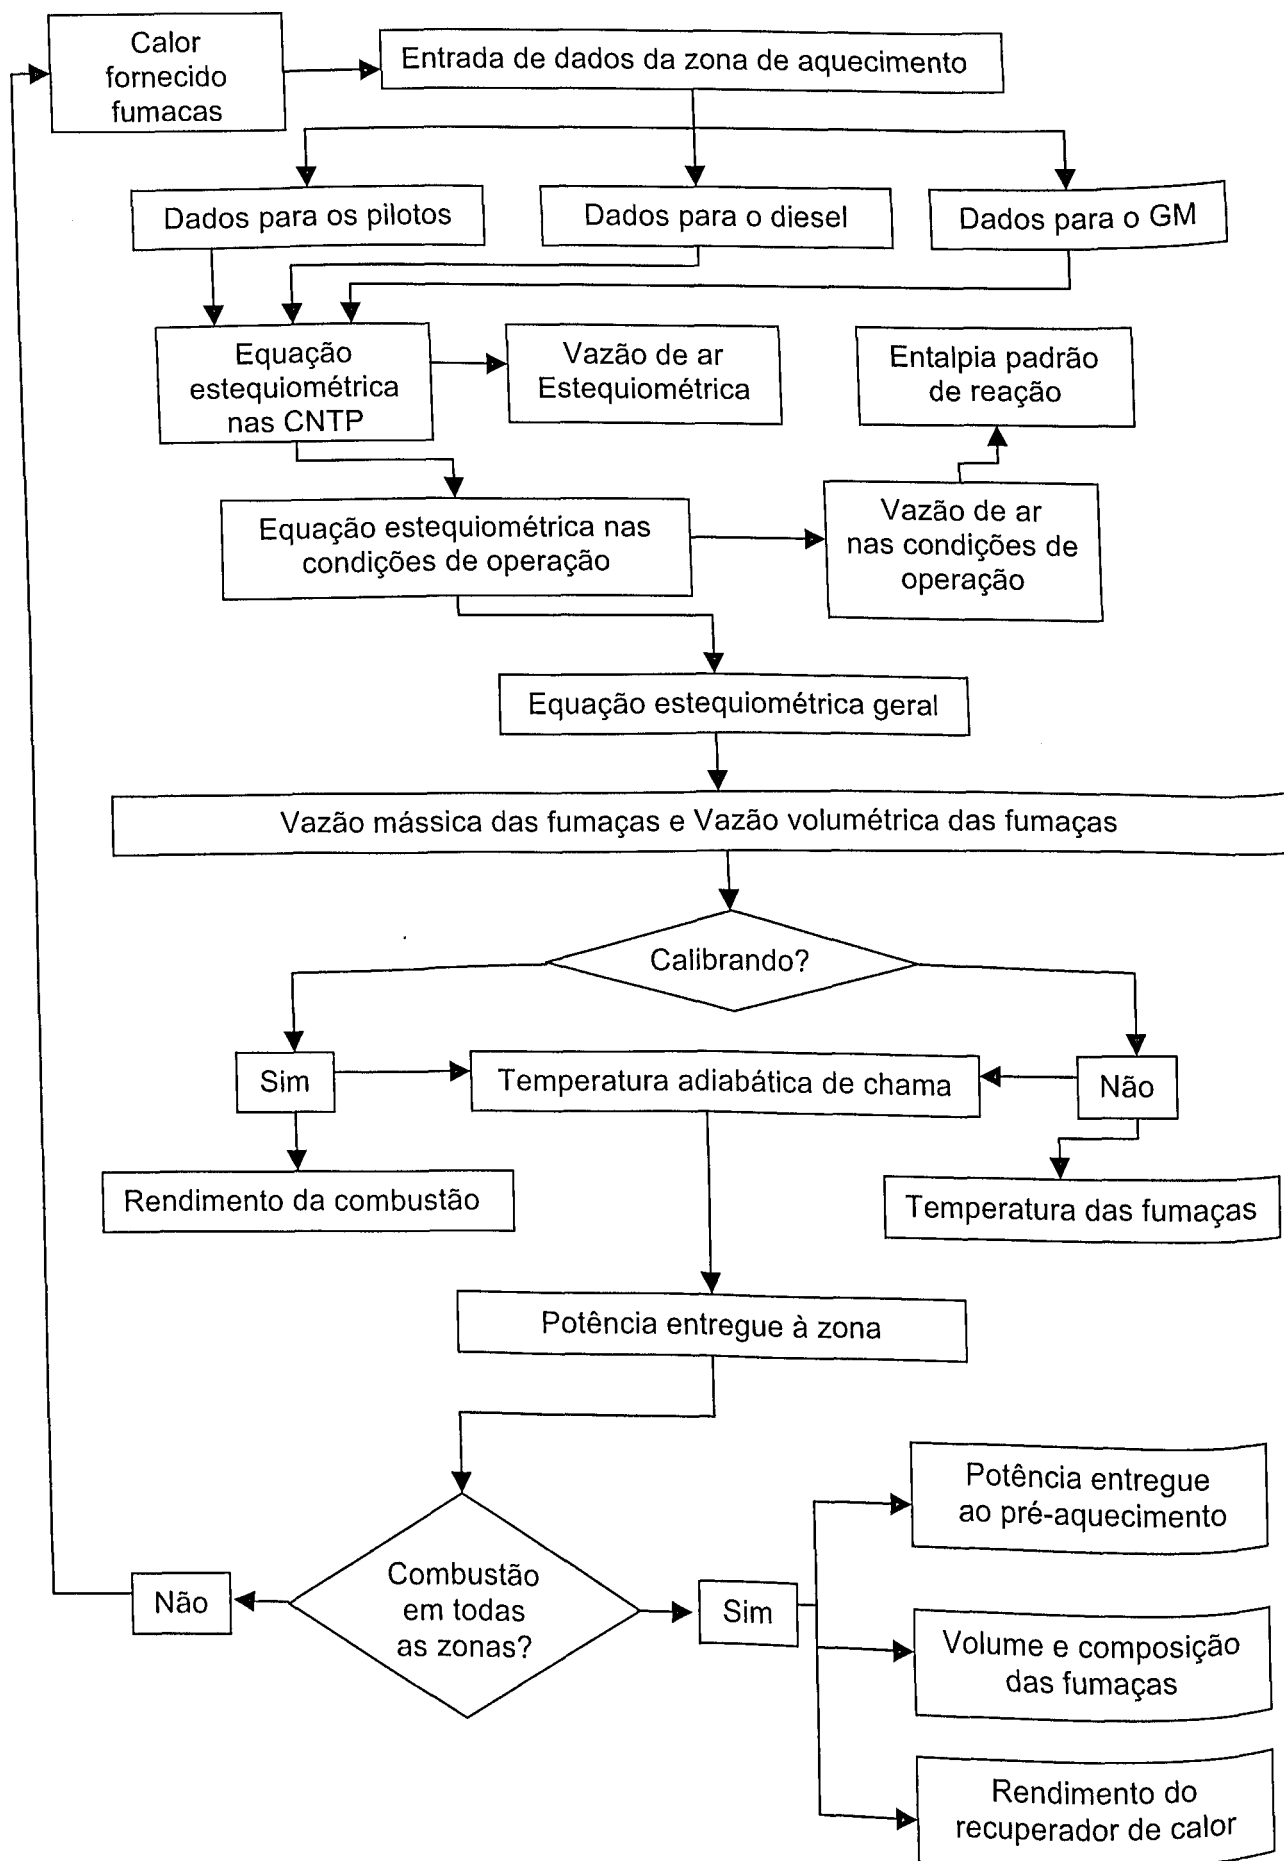 Calor
fornecido
fumacas
Entrada de dados da zona de aquecimento
Dados para os pilotos
Dados para o diesel
Dados para o GM
Equação
estequiométrica
nas CNTP
Vazão de ar
Estequiométrica
Entalpia padrão
de reação
Equação estequiométrica nas
condições de operação
Vazão de ar
nas condições de
operação
Equação estequiométrica geral
Vazão mássica das fumaças e Vazão volumétrica das fumaças
Calibrando?
Sim
Temperatura adiabática de chama
Não
Rendimento da combustão
Temperatura das fumaças
Potência entregue à zona
Combustão
em todas
as zonas?
Não
Sim
Potência entregue
ao pré-aquecimento
Volume e composição
das fumaças
Rendimento do
recuperador de calor